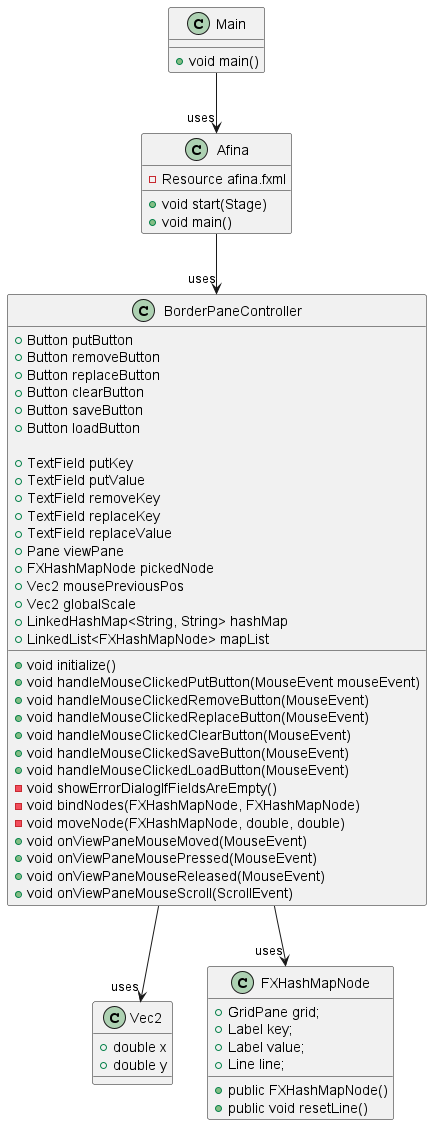 C Main
void main()
uses
C Afina
Resource afina.fxml
void start(Stage)
void main()
uses
C BorderPaneController
Button putButton
Button removeButton
Button replaceButton
Button clearButton
Button saveButton
Button loadButton
TextField putKey
TextField putValue
TextField removeKey
TextField replaceKey
TextField replaceValue
Pane viewPane
FXHashMapNode pickedNode
Vec2 mousePreviousPos
Vec2 globalScale
LinkedHashMap<String, String> hashMap
LinkedList<FXHashMapNode> mapList
void initialize()
void handleMouseClickedPutButton(MouseEvent mouseEvent)
void handleMouseClickedRemoveButton(MouseEvent)
void handleMouseClickedReplaceButton(MouseEvent)
void handleMouseClickedClearButton(MouseEvent)
void handleMouseClickedSaveButton(MouseEvent)
void handleMouseClickedLoadButton(MouseEvent)
void showErrorDialogIfFieldsAreEmpty()
void bindNodes(FXHashMapNode, FXHashMapNode)
void moveNode(FXHashMapNode, double, double)
void onViewPaneMouseMoved(MouseEvent)
void onViewPaneMousePressed(MouseEvent)
void onViewPaneMouseReleased(MouseEvent)
void onViewPaneMouseScroll(ScrollEvent)
uses
C Vec2
double x
double y
uses
C FXHashMapNode
GridPane grid;
Label key;
Label value;
Line line;
public FXHashMapNode()
public void resetLine()